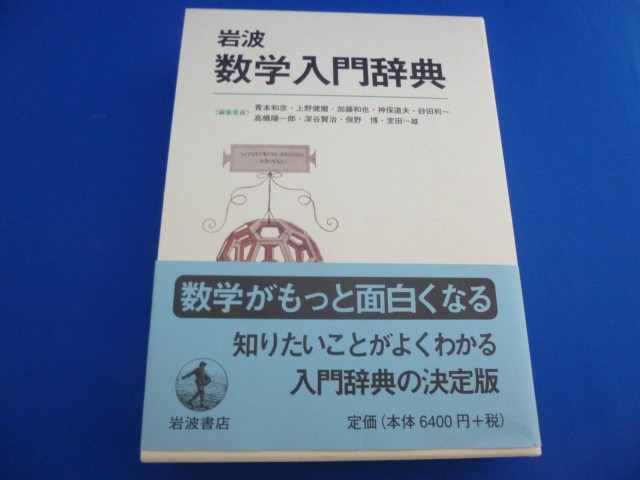 岩波
数学入門辞典
〈編集委員〉
青本和彦・上野健爾・加藤和也・神保道夫・砂田利一
高橋陽一郎・深谷賢治・俣野 博・室田一雄
数学がもっと面白くなる
知りたいことがよくわかる
入門辞典の決定版
岩波書店
定価(本体6400円+税)